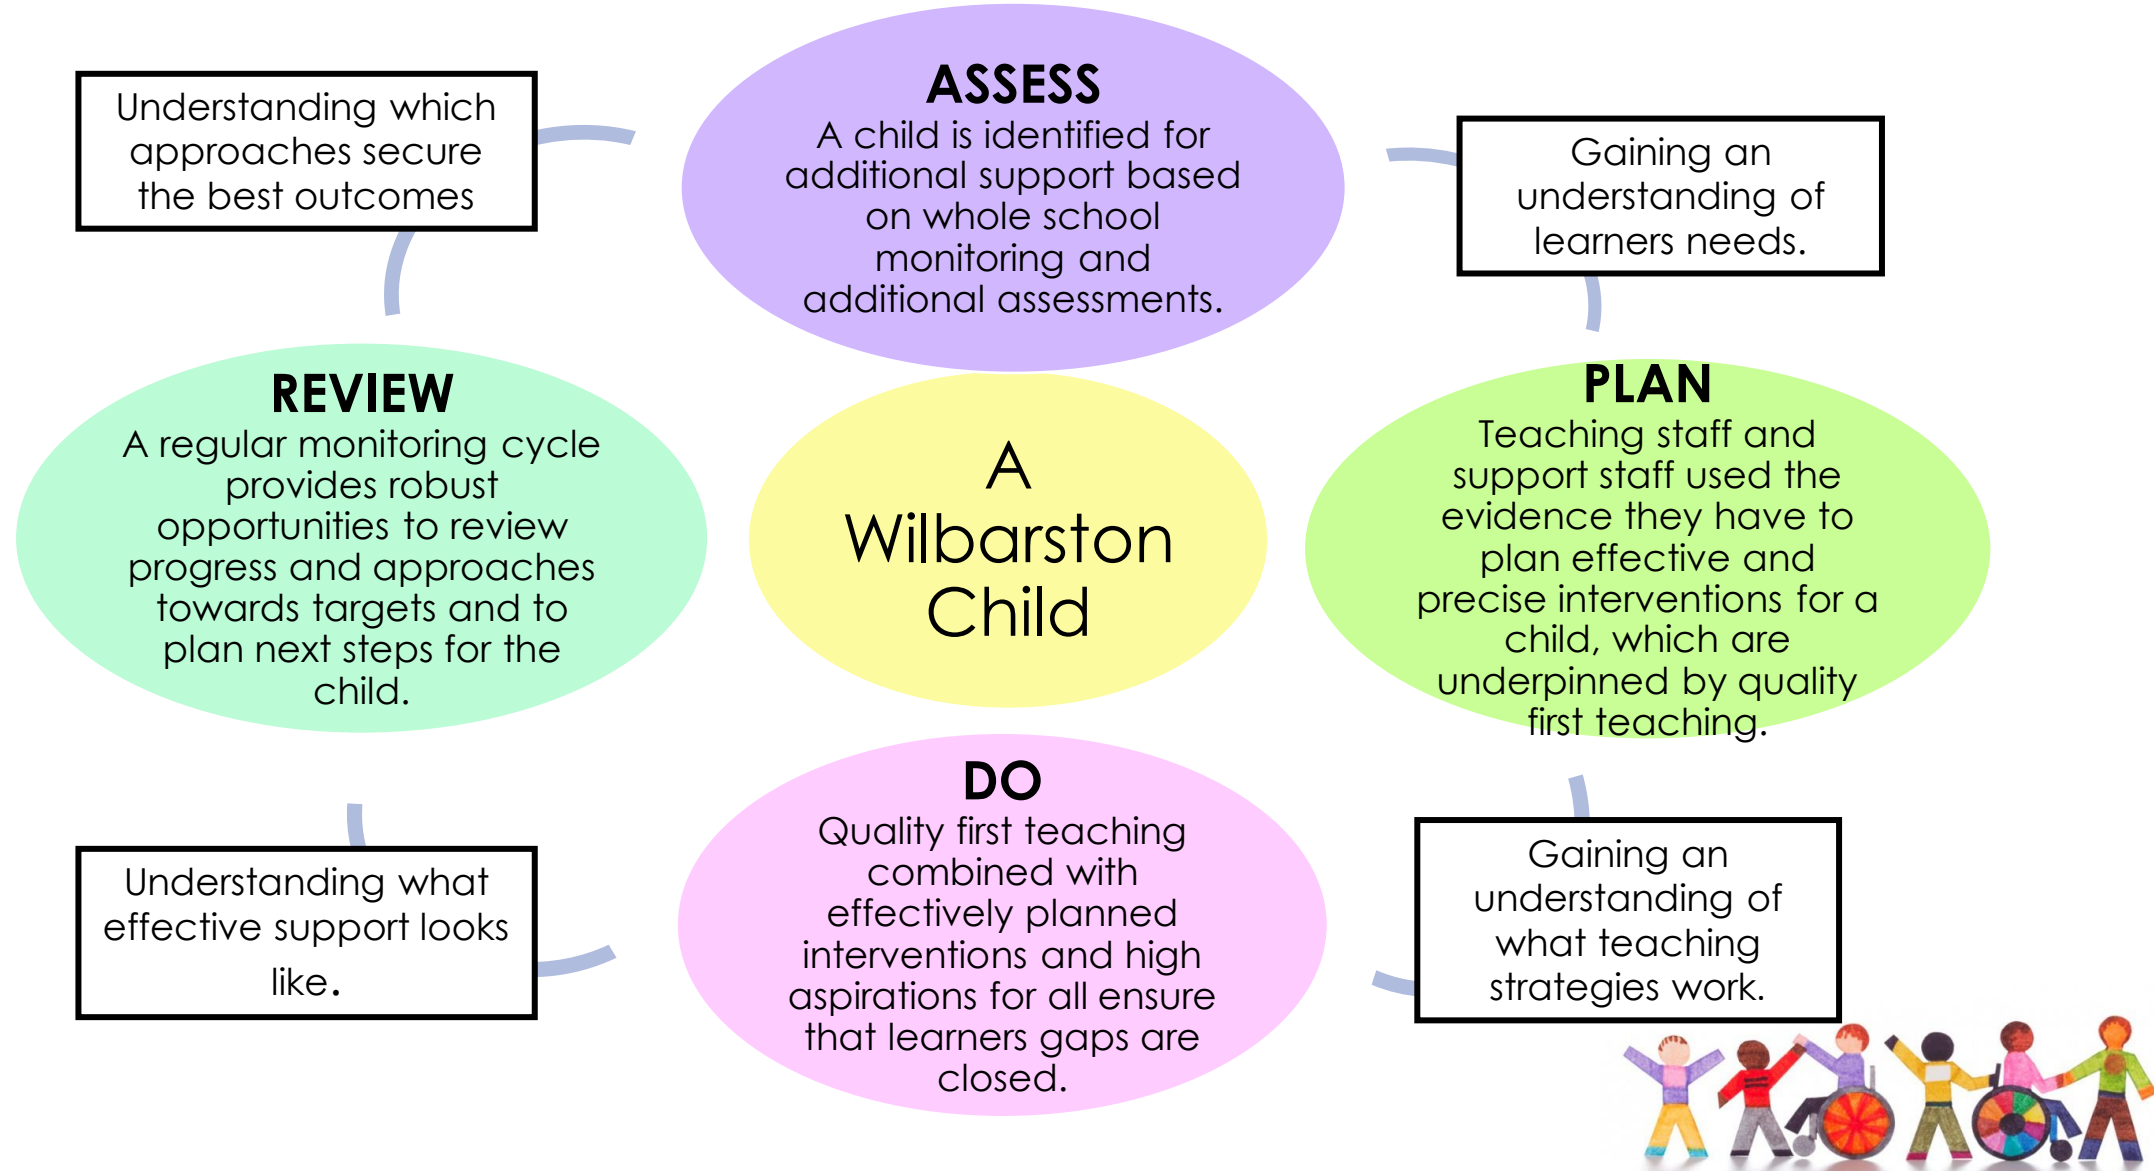 ASSESS
A child is identified for
additional support based
on whole school
monitoring and
additional assessments.
Understanding which
approaches secure
the best outcomes
Gaining an
understanding of
learners needs.
REVIEW
A regular monitoring cycle
provides robust
opportunities to review
progress and approaches
towards targets and to
plan next steps for the
child.
A
Wilbarston
Child
PLAN
Teaching staff and
support staff used the
evidence they have to
plan effective and
precise interventions for a
child, which are
underpinned by quality
first teaching.
DO
Quality first teaching
combined with
effectively planned
interventions and high
aspirations for all ensure
that learners gaps are
closed.
Understanding what
effective support looks
like.
Gaining an
understanding of
what teaching
strategies work.